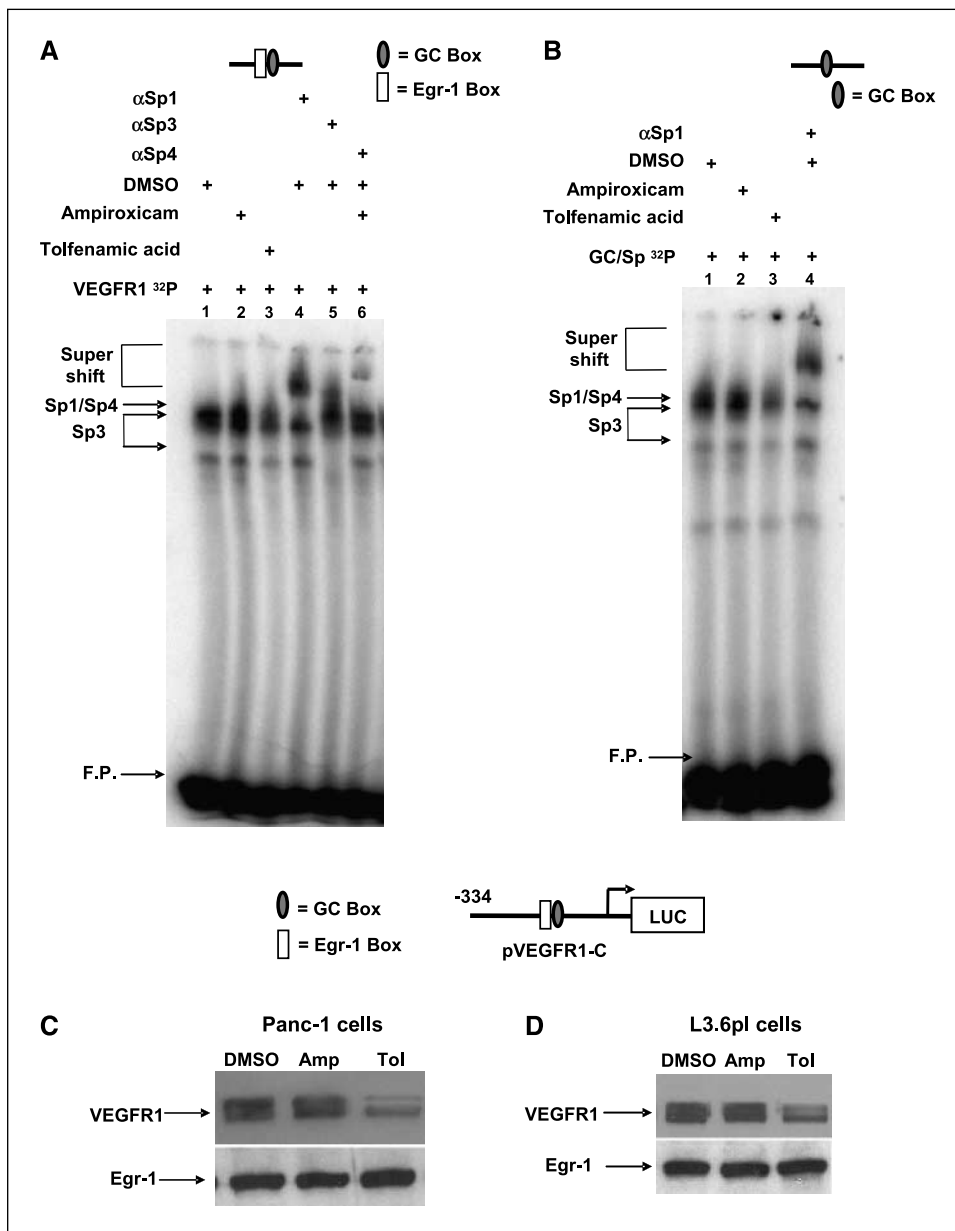 A
= GC Box
= Egr-1 Box
αSp1 +
αSp3 +
αSp4 +
DMSO + + + +
Ampiroxicam + +
Tolfenamic acid +
VEGFR1 ³²P + + + + + +
1 2 3 4 5 6
Super
shift
Sp1/Sp4
Sp3
F.P.
B
= GC Box
αSp1 +
DMSO + +
Ampiroxicam +
Tolfenamic acid +
GC/Sp ³²P + + + +
1 2 3 4
Super
shift
Sp1/Sp4
Sp3
F.P.
= GC Box
= Egr-1 Box
-334
LUC
pVEGFR1-C
C
Panc-1 cells
DMSO Amp Tol
VEGFR1
Egr-1
D
L3.6pl cells
DMSO Amp Tol
VEGFR1
Egr-1